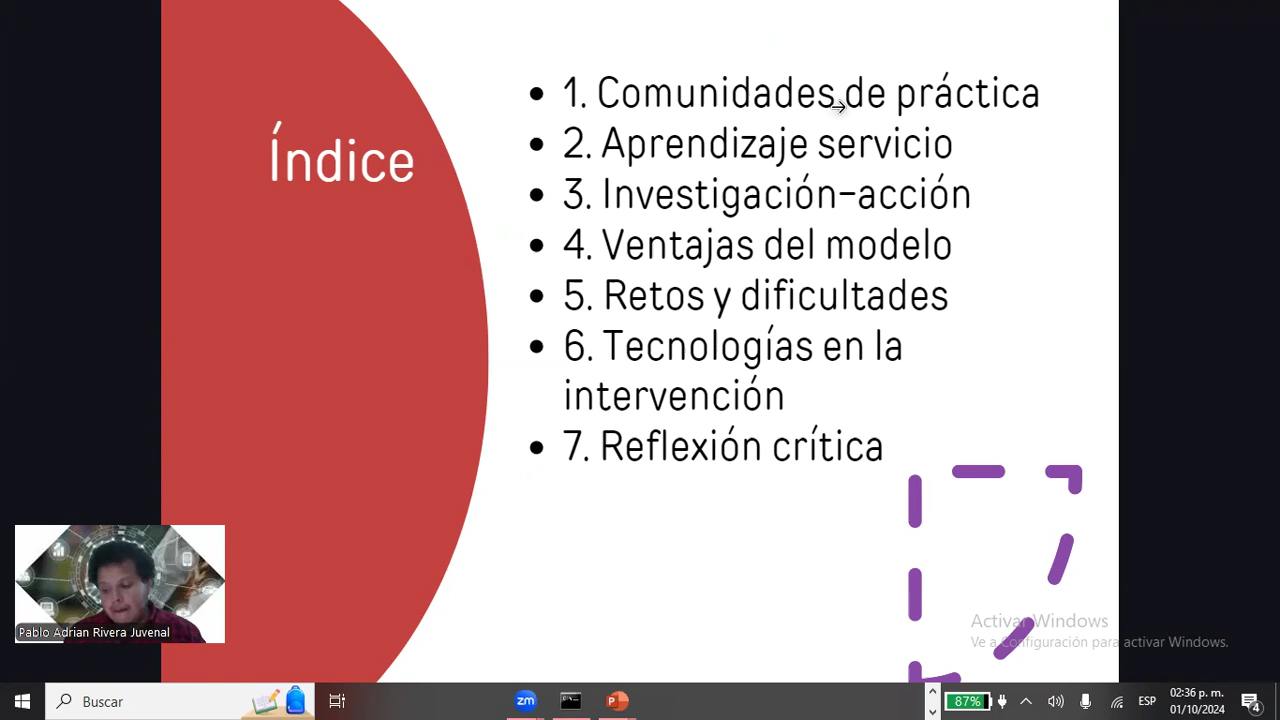 Índice
1. Comunidades de práctica
2. Aprendizaje servicio
3. Investigación-acción
4. Ventajas del modelo
5. Retos y dificultades
6. Tecnologías en la
intervención
7. Reflexión crítica
Pablo Adrian Rivera Juvenal
Activar Windows
Ve a Configuración para activar Windows.
Buscar
zm
87%
ESP
02:36 p. m.
01/10/2024
4